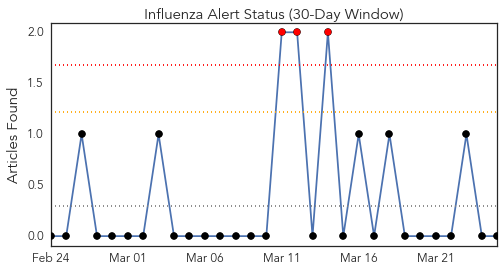 Influenza Alert Status (30-Day Window)
Articles Found
2.0
1.5
1.0
0.5
0.0
Feb 24 Mar 01 Mar 06 Mar 11 Mar 16 Mar 21